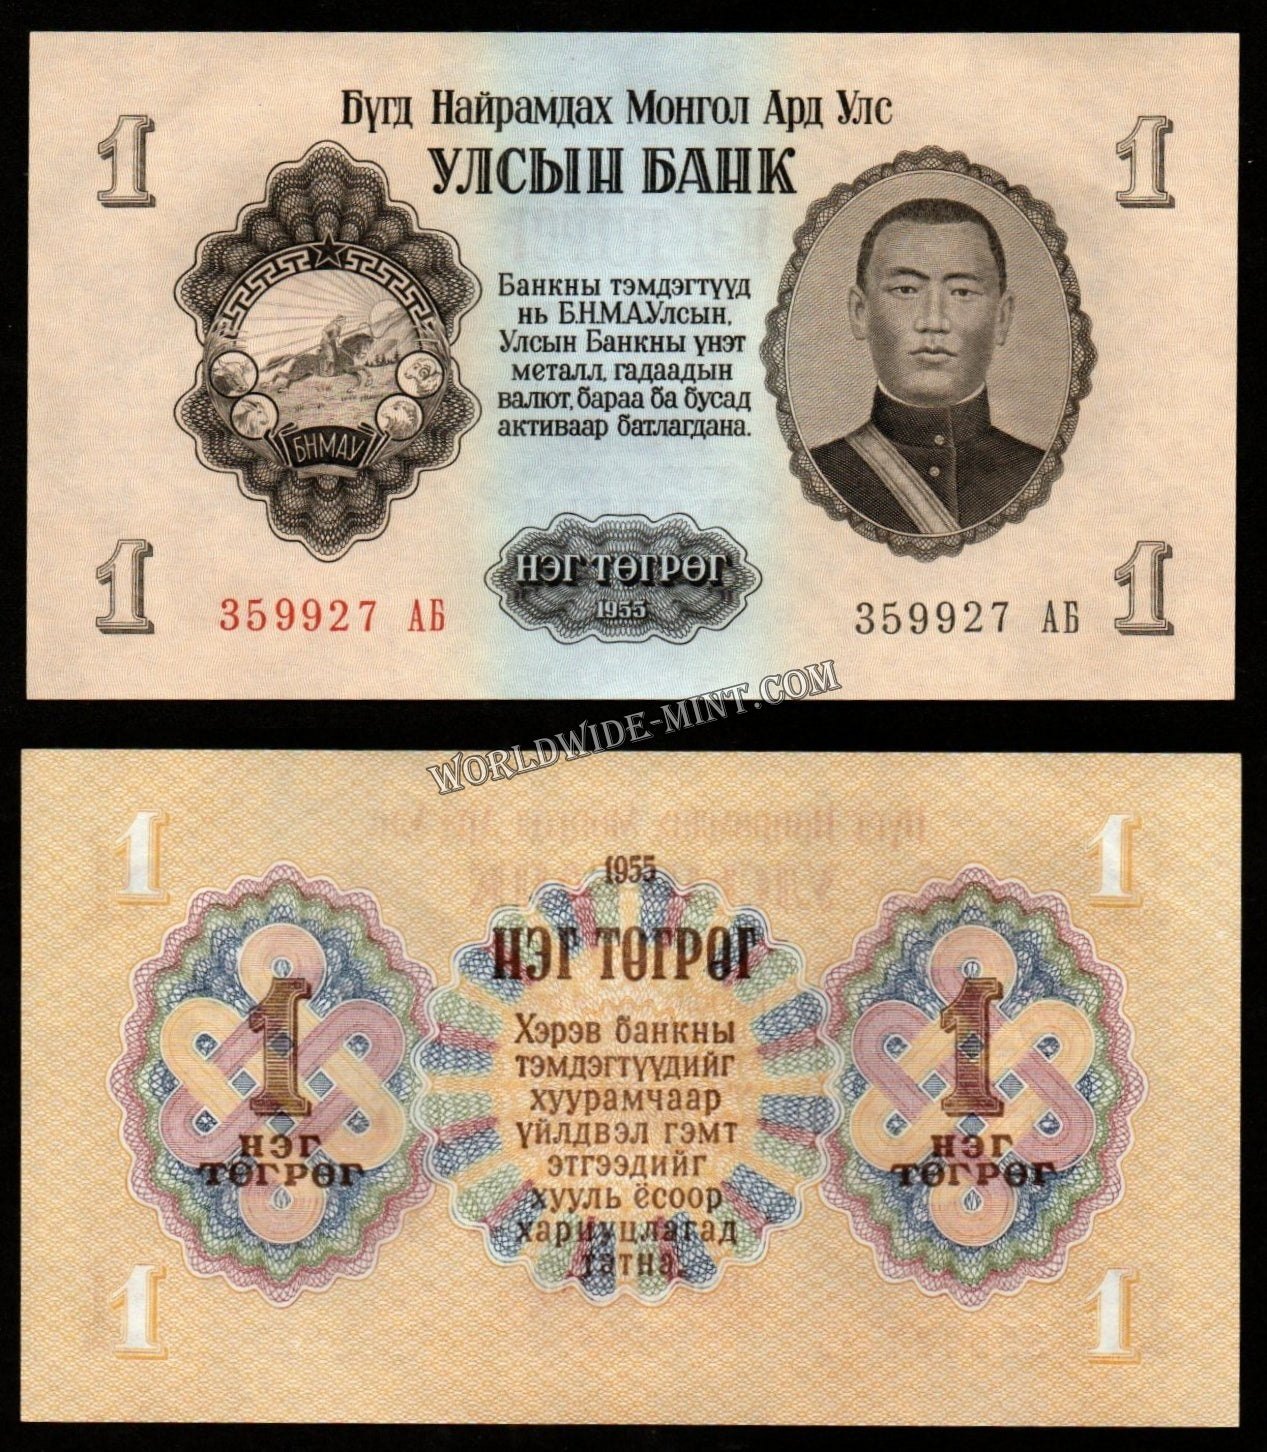 1
Бүгд Найрамдах Монгол Ард Улс
1
УЛСЫН БАНК
Банкны тэмдэгтүүд
нь Б.Н.М.А.Улсын,
Улсын Банкны үнэт
металл, гадаадын
валют, бараа ба бусад
активаар батлагдана.
БНМАУ
1
НЭГ ТӨГРӨГ
1955
1
359927 АБ
359927 АБ
WORLDWIDE-MINT.COM
1
1
1955
НЭГ ТӨГРӨГ
Хэрэв банкны
тэмдэгтүүдийг
хуурамчаар
үйлдвэл гэмт
этгээдийг
хууль ёсоор
хариуцлагад
татна.
1
НЭГ
ТӨГРӨГ
1
НЭГ
ТӨГРӨГ
1
1